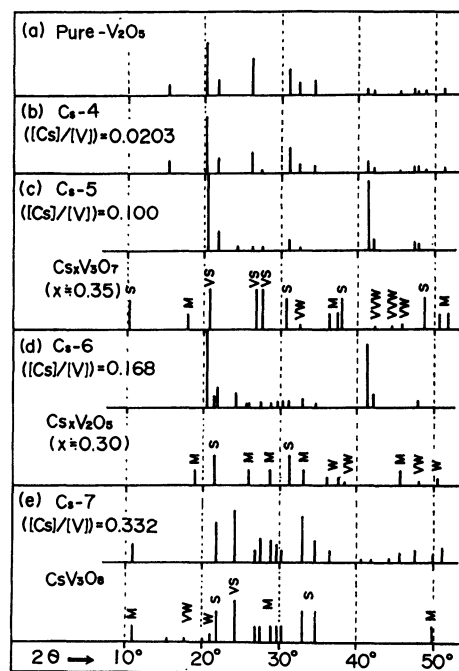 (a) Pure-V₂O₅
(b) Cs-4
([Cs]/[V])=0.0203
(c) Cs-5
([Cs]/[V])=0.100
CsₓV₃O₇
(x≒0.35)
S M VS VS VS S VW M M S VVW VVW VW S M
(d) Cs-6
([Cs]/[V])=0.168
CsₓV₂O₅
(x≒0.30)
M S M M S M W VW M VW W
(e) Cs-7
([Cs]/[V])=0.332
CsV₃O₈
M VW W S VS M S M
2θ → 10° 20° 30° 40° 50°